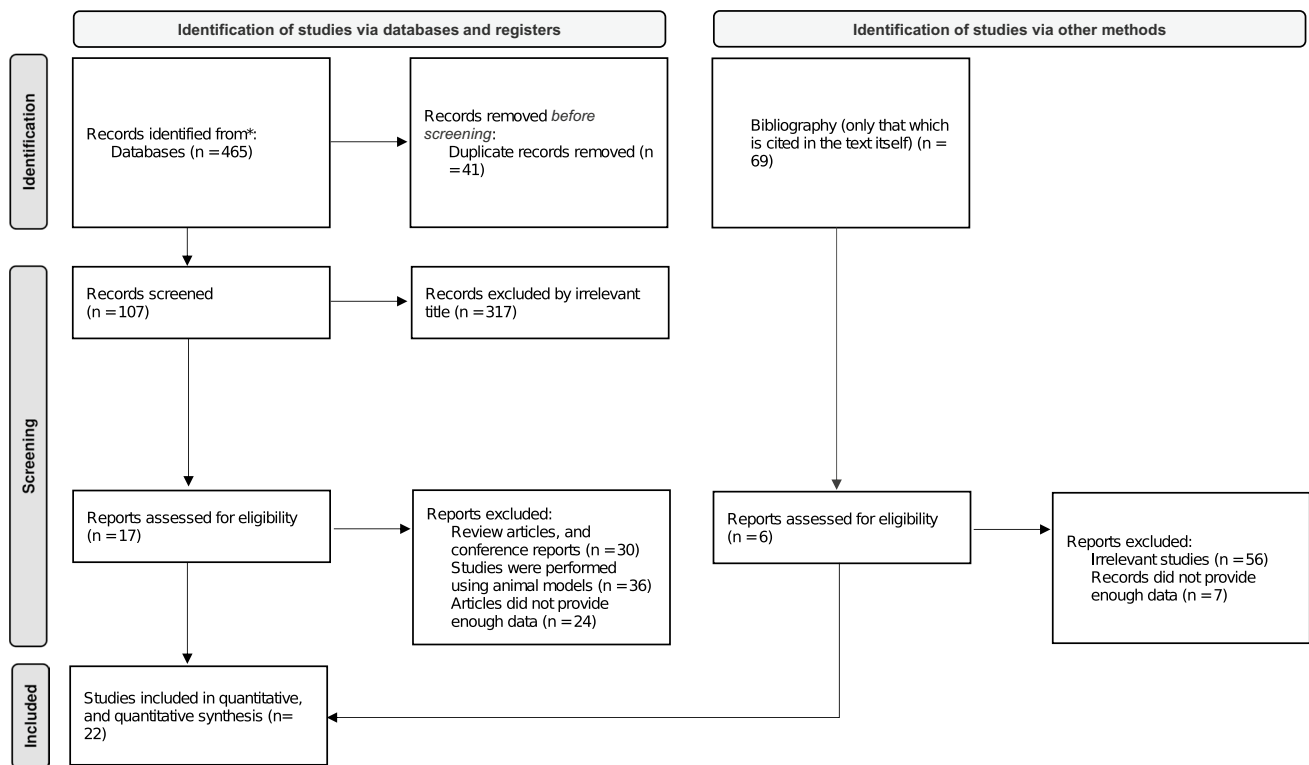 Identification of studies via databases and registers
Identification of studies via other methods
Identification
Records identified from*:
Databases (n = 465)
Records removed before
screening:
Duplicate records removed (n
= 41)
Bibliography (only that which
is cited in the text itself) (n =
69)
Screening
Records screened
(n = 107)
Records excluded by irrelevant
title (n = 317)
Reports assessed for eligibility
(n = 17)
Reports excluded:
Review articles, and
conference reports (n = 30)
Studies were performed
using animal models (n = 36)
Articles did not provide
enough data (n = 24)
Reports assessed for eligibility
(n = 6)
Reports excluded:
Irrelevant studies (n = 56)
Records did not provide
enough data (n = 7)
Included
Studies included in quantitative,
and quantitative synthesis (n=
22)